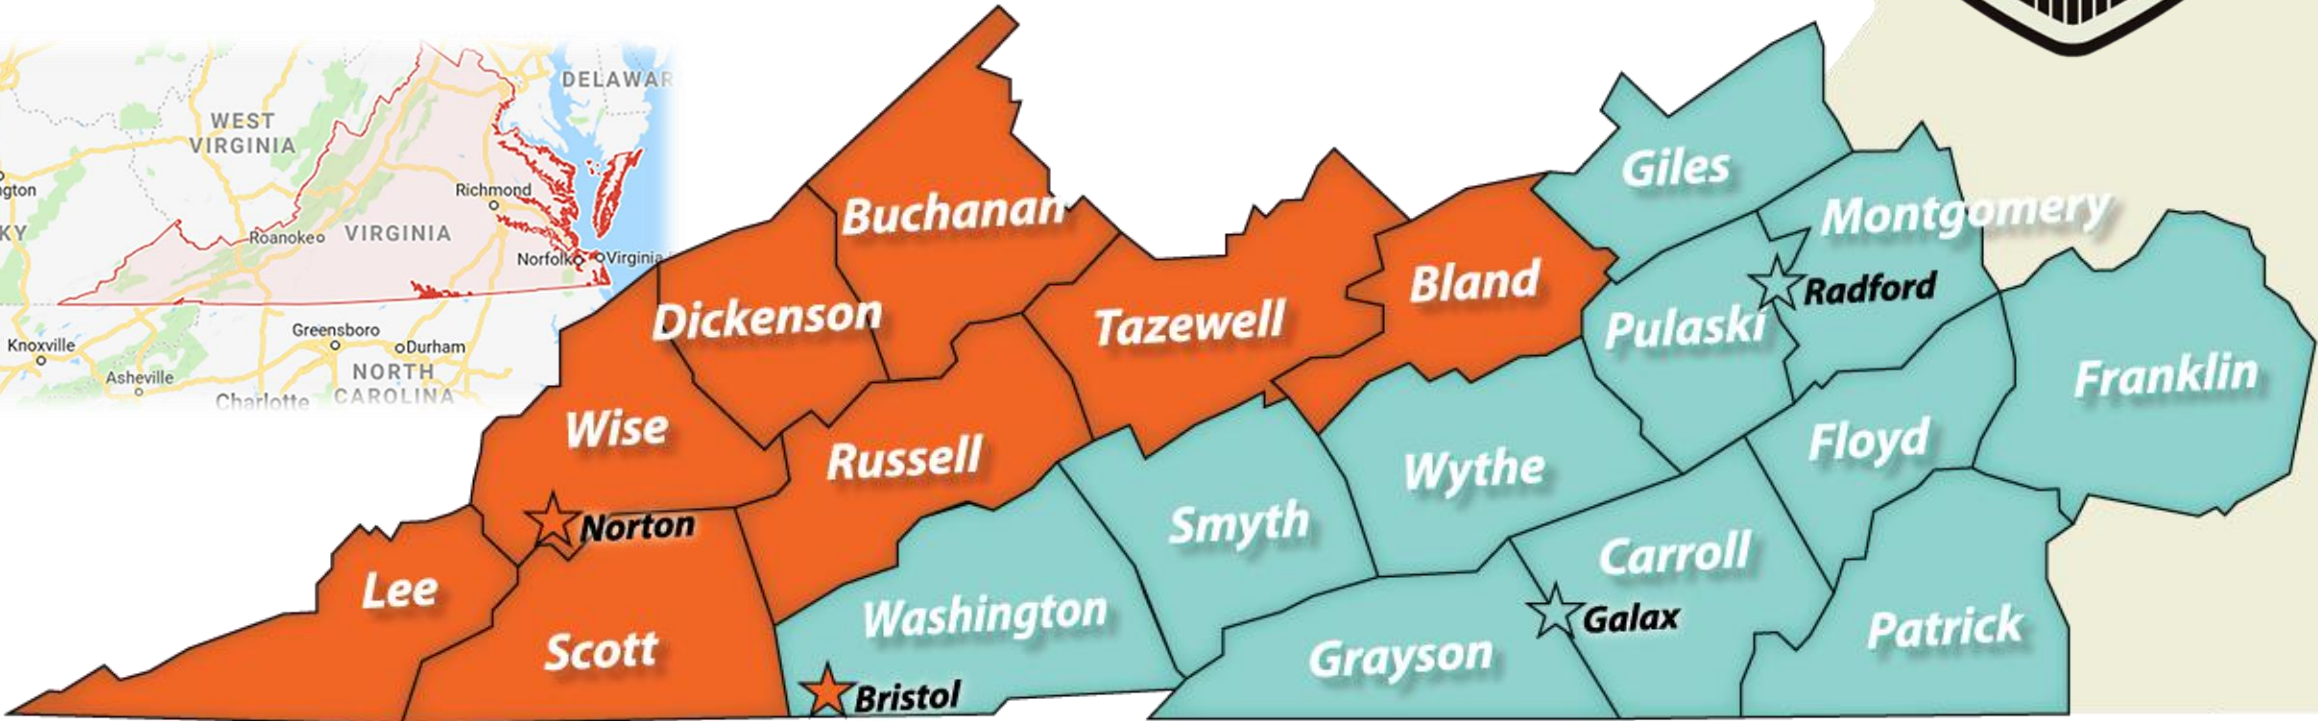 DELAWAR
WEST
VIRGINIA
gton
Richmond
KY
Roanoke
VIRGINIA
Norfolk
Virginia
Greensboro
Knoxville
Durham
NORTH
CAROLINA
Asheville
Charlotte
Buchanan
Dickenson
Tazewell
Bland
Giles
Montgomery
Radford
Pulaski
Franklin
Wise
Russell
Wythe
Floyd
Norton
Smyth
Carroll
Lee
Scott
Washington
Galax
Grayson
Patrick
Bristol